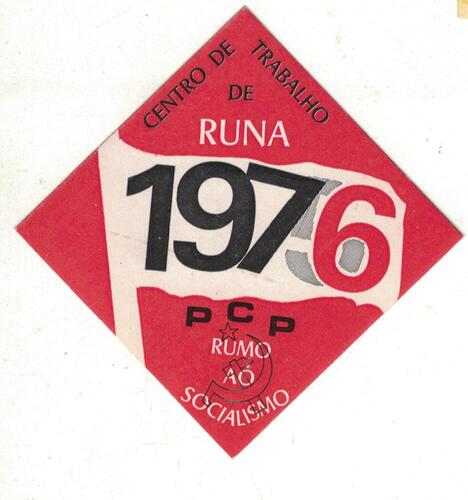 CENTRO DE TRABALHO
DE
RUNA
1976
PCP
RUMO
AO
SOCIALISMO